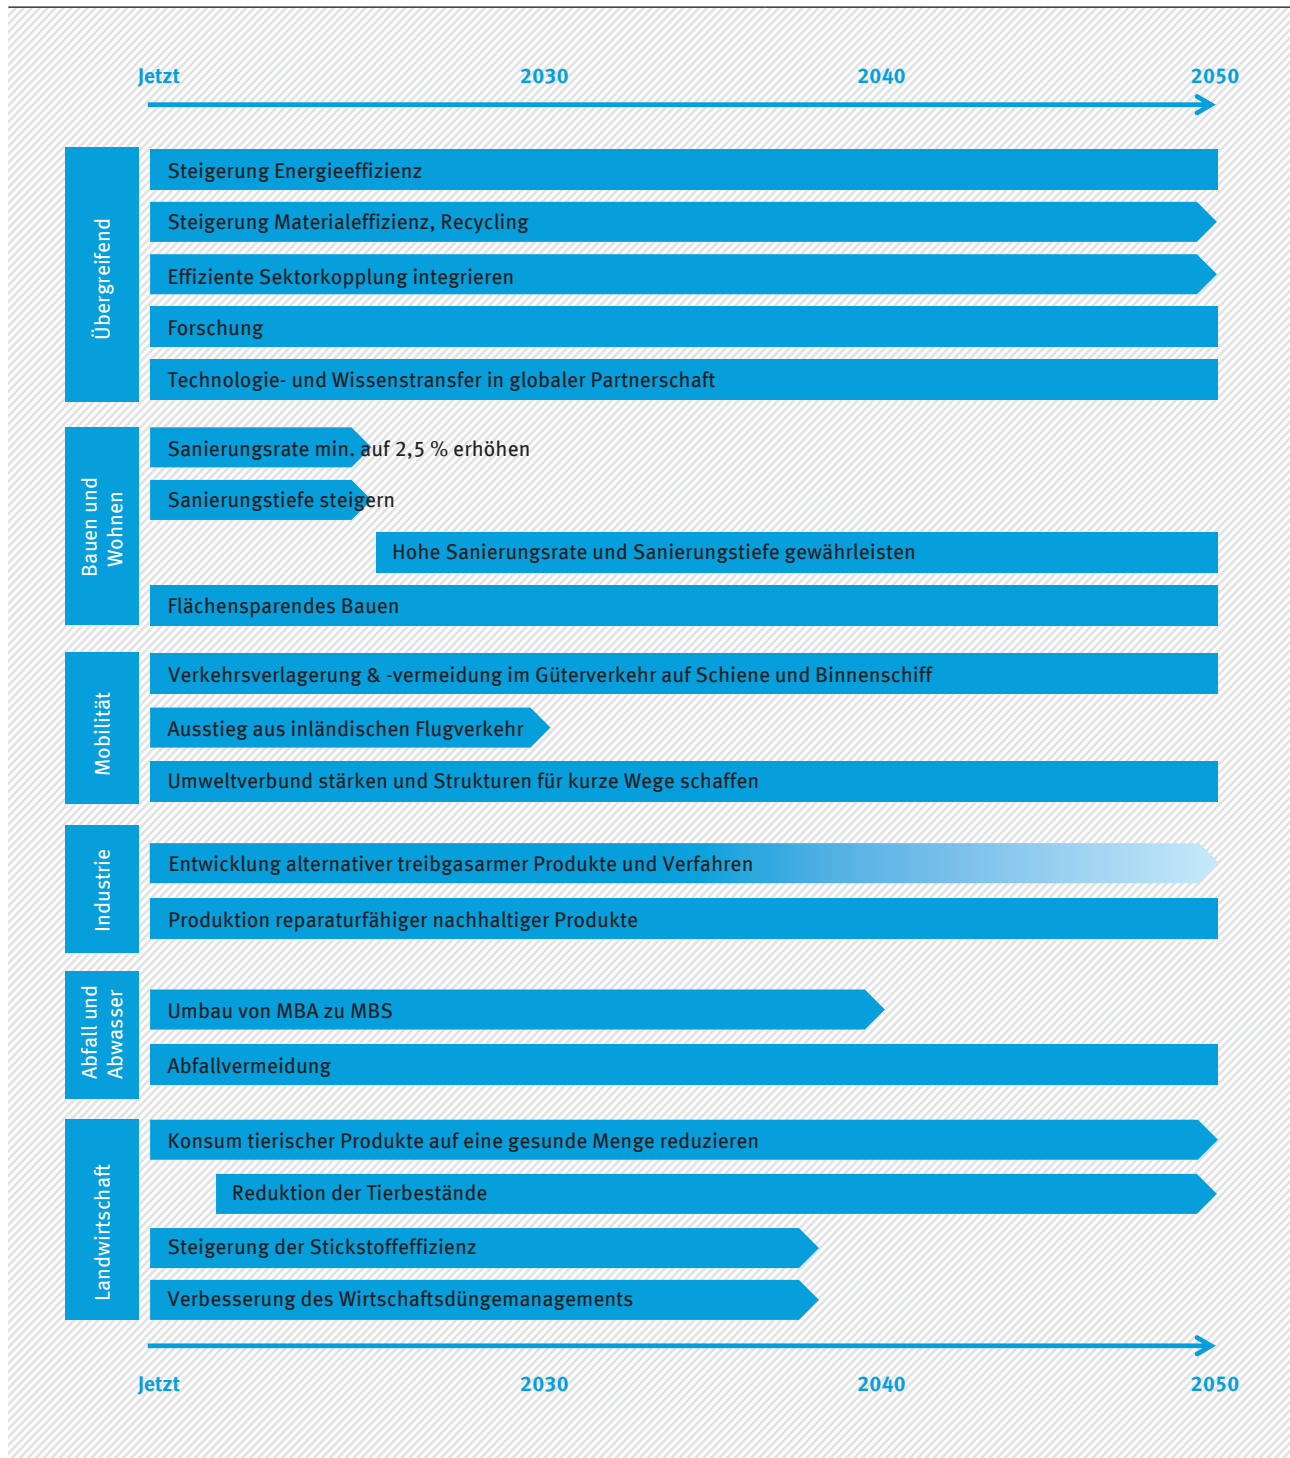 Jetzt 2030 2040 2050
Übergreifend
Steigerung Energieeffizienz
Steigerung Materialeffizienz, Recycling
Effiziente Sektorkopplung integrieren
Forschung
Technologie- und Wissenstransfer in globaler Partnerschaft
Bauen und
Wohnen
Sanierungsrate min. auf 2,5 % erhöhen
Sanierungstiefe steigern
Hohe Sanierungsrate und Sanierungstiefe gewährleisten
Flächensparendes Bauen
Mobilität
Verkehrsverlagerung & -vermeidung im Güterverkehr auf Schiene und Binnenschiff
Ausstieg aus inländischen Flugverkehr
Umweltverbund stärken und Strukturen für kurze Wege schaffen
Industrie
Entwicklung alternativer treibgasarmer Produkte und Verfahren
Produktion reparaturfähiger nachhaltiger Produkte
Abfall und
Abwasser
Umbau von MBA zu MBS
Abfallvermeidung
Landwirtschaft
Konsum tierischer Produkte auf eine gesunde Menge reduzieren
Reduktion der Tierbestände
Steigerung der Stickstoffeffizienz
Verbesserung des Wirtschaftsdüngemanagements
Jetzt 2030 2040 2050